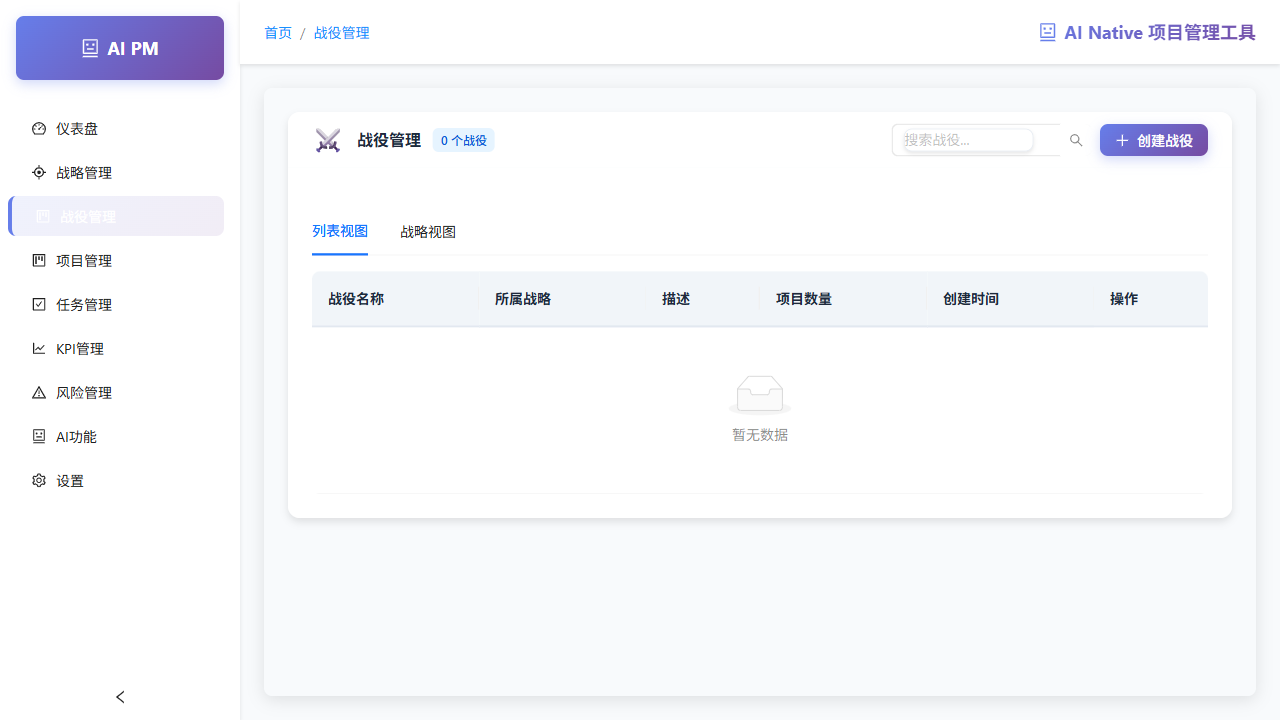 AI PM
首页 / 战役管理
AI Native 项目管理工具
仪表盘
战略管理
战役管理
项目管理
任务管理
KPI管理
风险管理
AI功能
设置
战役管理
0 个战役
搜索战役...
创建战役
列表视图
战略视图
战役名称 所属战略 描述 项目数量 创建时间 操作
暂无数据